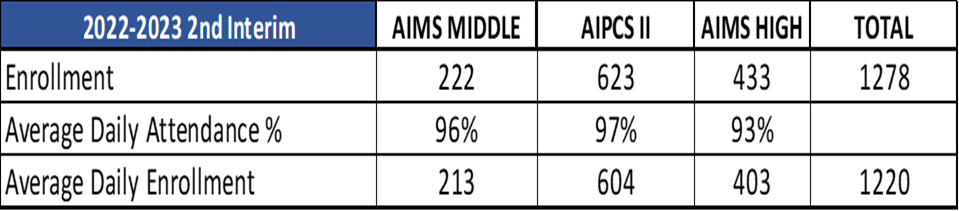 2022-2023 2nd Interim AIMS MIDDLE AIPCS II AIMS HIGH TOTAL
Enrollment 222 623 433 1278
Average Daily Attendance % 96% 97% 93%
Average Daily Enrollment 213 604 403 1220